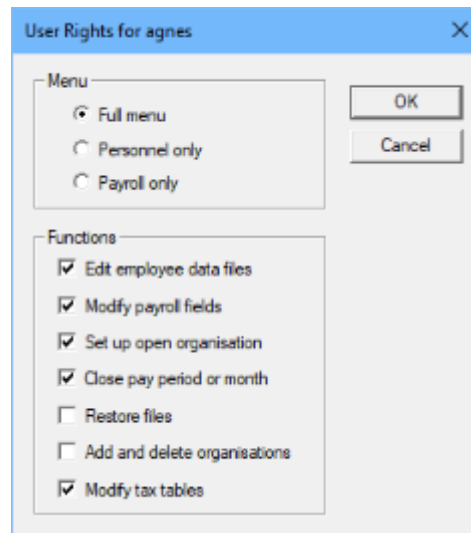 User Rights for agnes
Menu
Full menu
Personnel only
Payroll only
OK
Cancel
Functions
Edit employee data files
Modify payroll fields
Set up open organisation
Close pay period or month
Restore files
Add and delete organisations
Modify tax tables